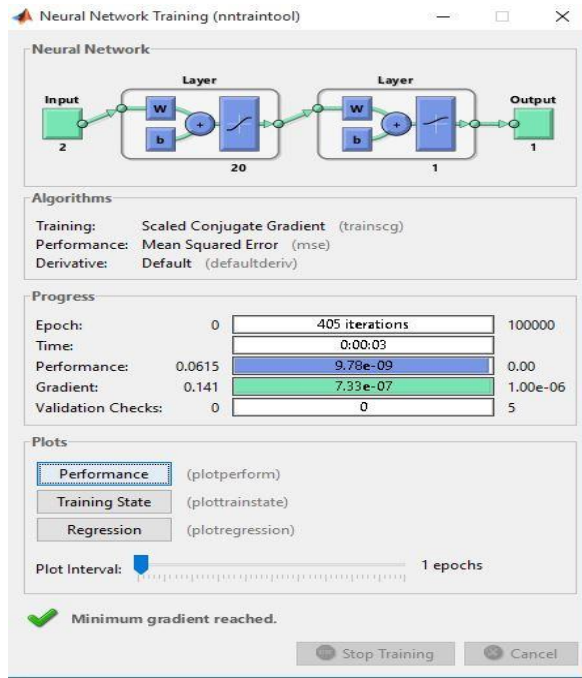 Neural Network Training (nntraintool)
Neural Network
Layer Layer
Input Output
W W
+ +
b b
2 1
20 1
Algorithms
Training: Scaled Conjugate Gradient (trainscg)
Performance: Mean Squared Error (mse)
Derivative: Default (defaultderiv)
Progress
Epoch: 0 405 iterations 100000
Time: 0:00:03
Performance: 0.0615 9.78e-09 0.00
Gradient: 0.141 7.33e-07 1.00e-06
Validation Checks: 0 0 5
Plots
Performance (plotperform)
Training State (plottrainstate)
Regression (plotregression)
Plot Interval: 1 epochs
Minimum gradient reached.
Stop Training Cancel